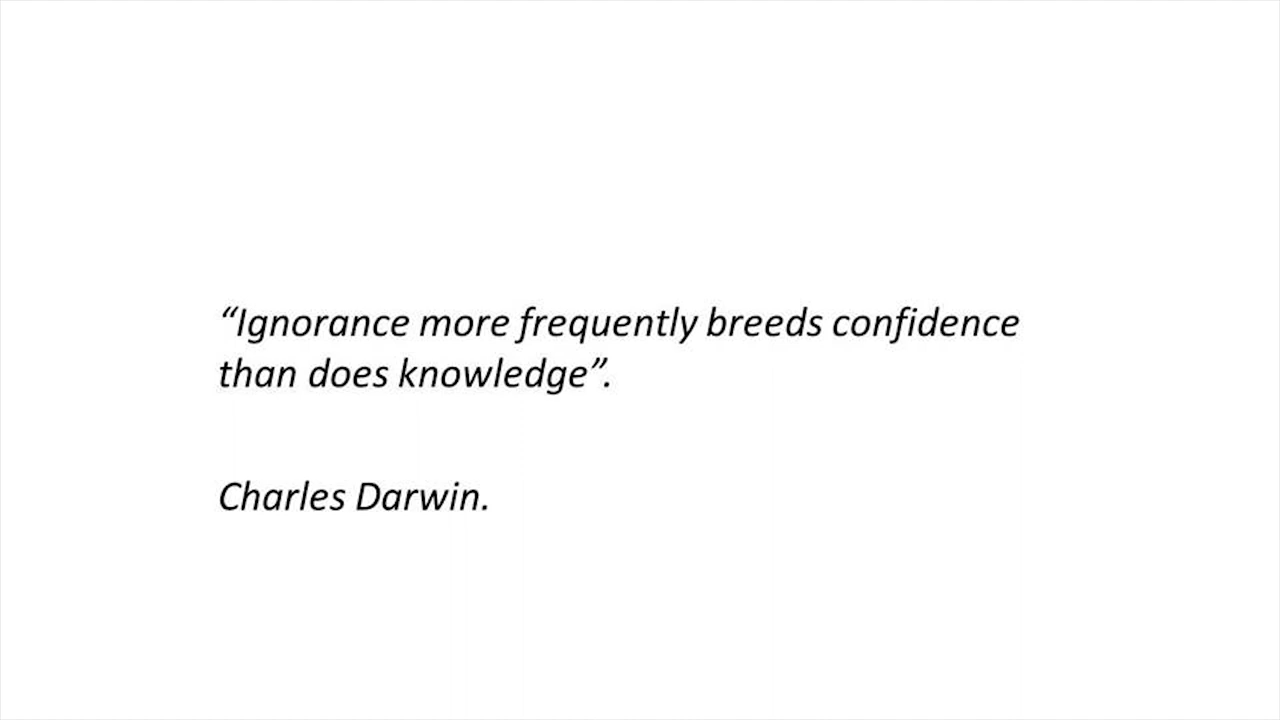 “Ignorance more frequently breeds confidence
than does knowledge”.
Charles Darwin.